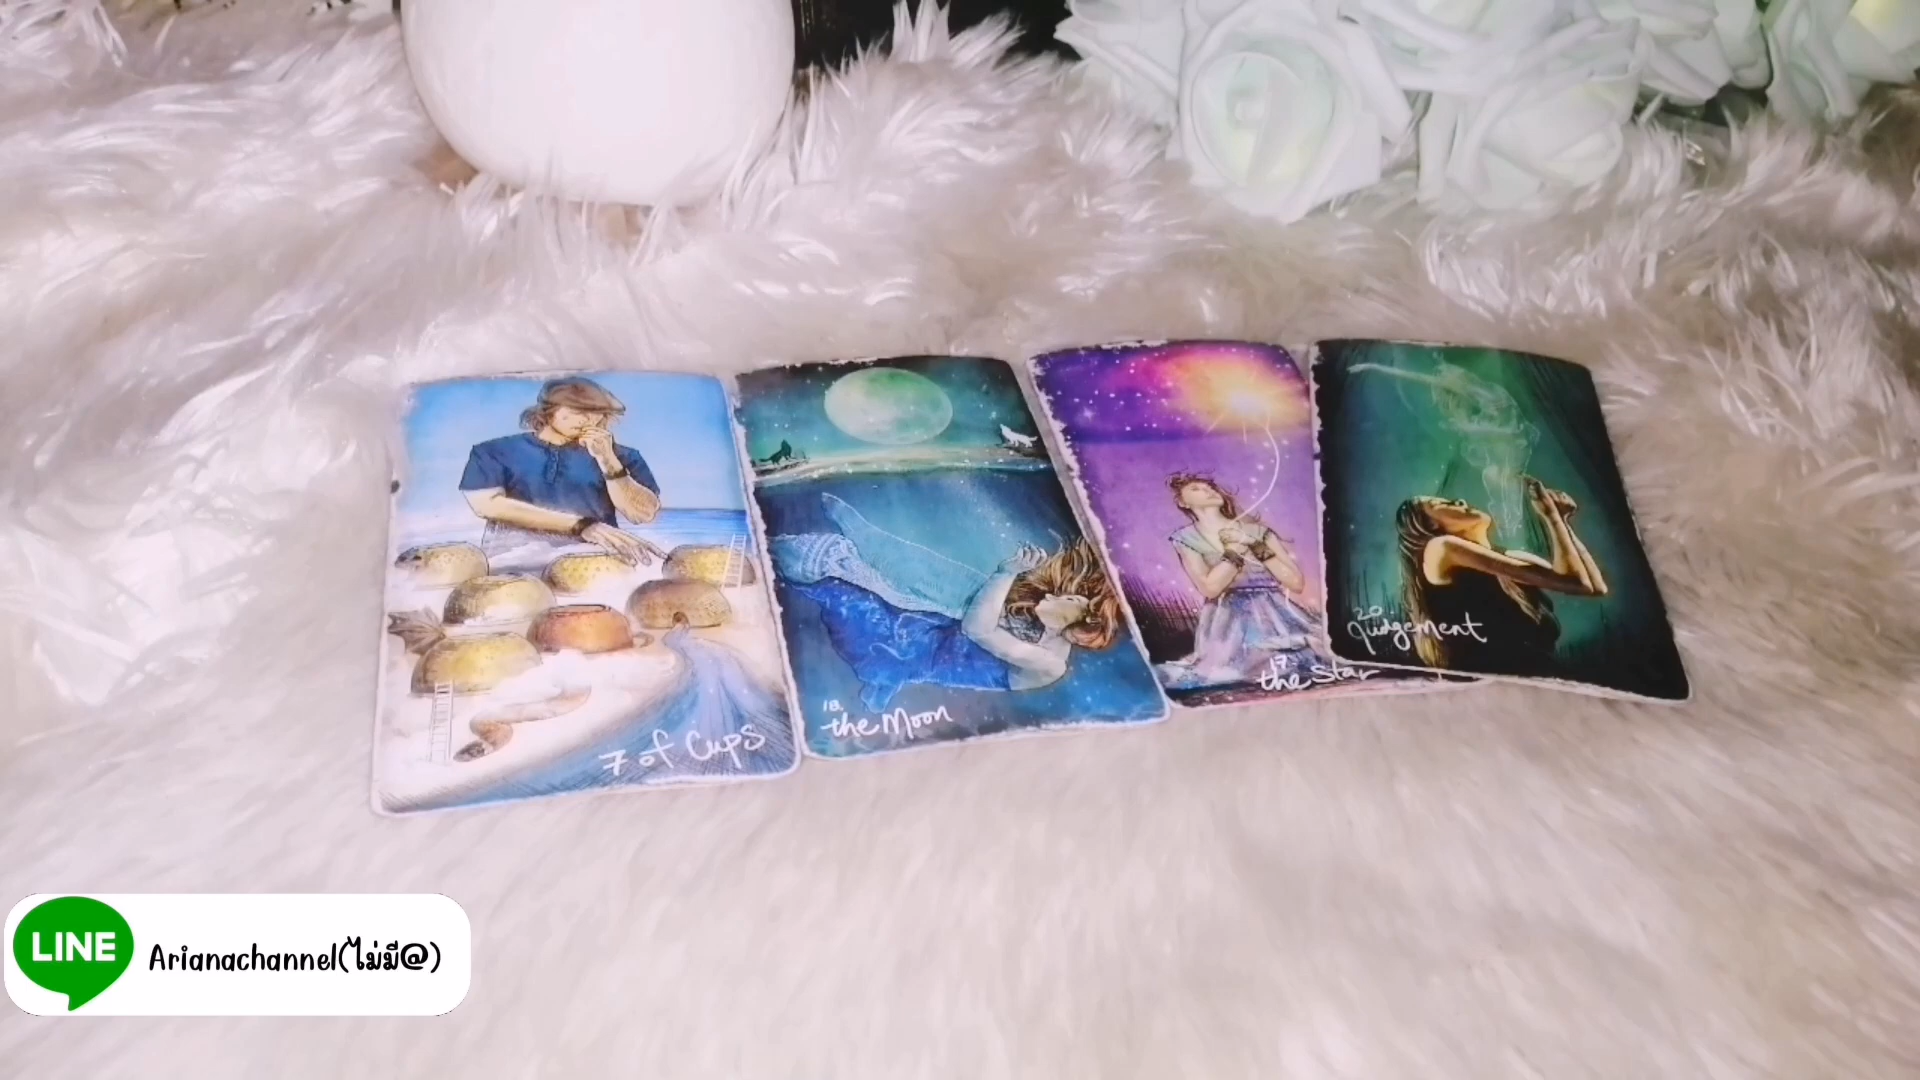 7 of Cups
18.
the Moon
17.
the Star
20.
Judgement
LINE
Arianachannel(ไม่มี@)